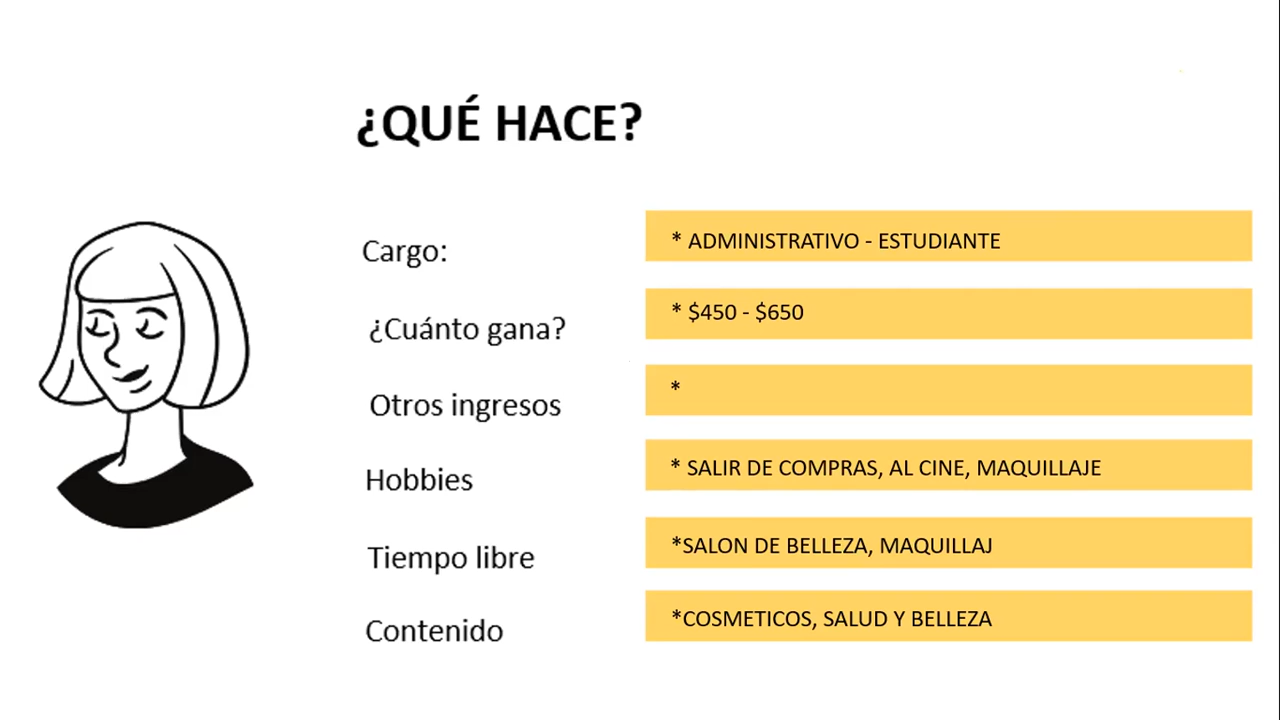 ¿QUÉ HACE?
Cargo: * ADMINISTRATIVO - ESTUDIANTE
¿Cuánto gana? * $450 - $650
Otros ingresos *
Hobbies * SALIR DE COMPRAS, AL CINE, MAQUILLAJE
Tiempo libre *SALON DE BELLEZA, MAQUILLAJ
Contenido *COSMETICOS, SALUD Y BELLEZA